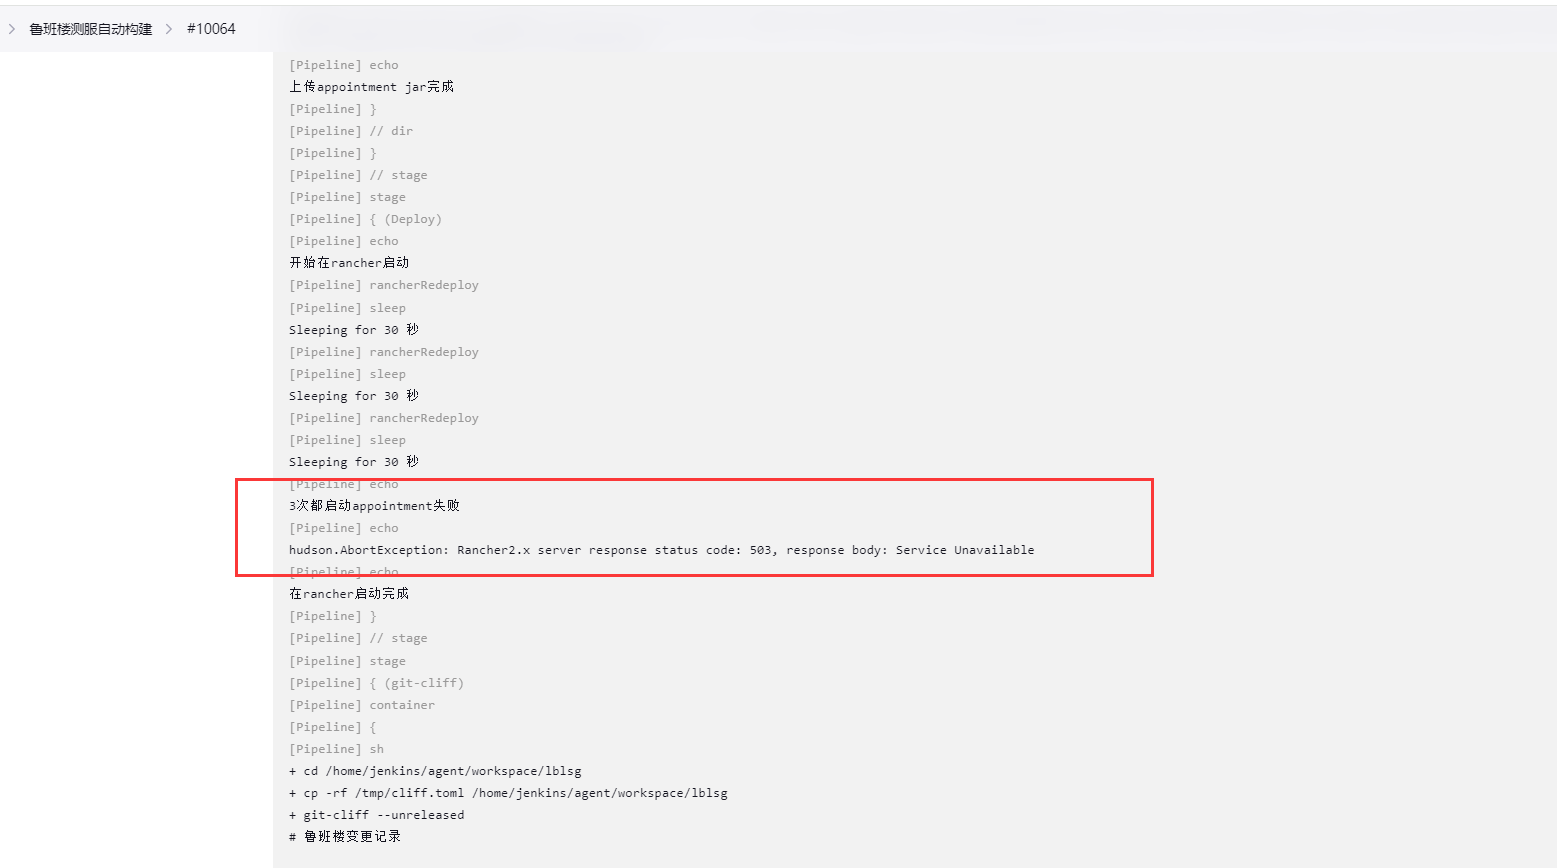 鲁班楼测服自动构建 #10064
[Pipeline] echo
上传appointment jar完成
[Pipeline] }
[Pipeline] // dir
[Pipeline] }
[Pipeline] // stage
[Pipeline] stage
[Pipeline] { (Deploy)
[Pipeline] echo
开始在rancher启动
[Pipeline] rancherRedeploy
[Pipeline] sleep
Sleeping for 30 秒
[Pipeline] rancherRedeploy
[Pipeline] sleep
Sleeping for 30 秒
[Pipeline] rancherRedeploy
[Pipeline] sleep
Sleeping for 30 秒
[Pipeline] echo
3次都启动appointment失败
[Pipeline] echo
hudson.AbortException: Rancher2.x server response status code: 503, response body: Service Unavailable
[Pipeline] echo
在rancher启动完成
[Pipeline] }
[Pipeline] // stage
[Pipeline] stage
[Pipeline] { (git-cliff)
[Pipeline] container
[Pipeline] {
[Pipeline] sh
+ cd /home/jenkins/agent/workspace/lblsg
+ cp -rf /tmp/cliff.toml /home/jenkins/agent/workspace/lblsg
+ git-cliff --unreleased
# 鲁班楼变更记录